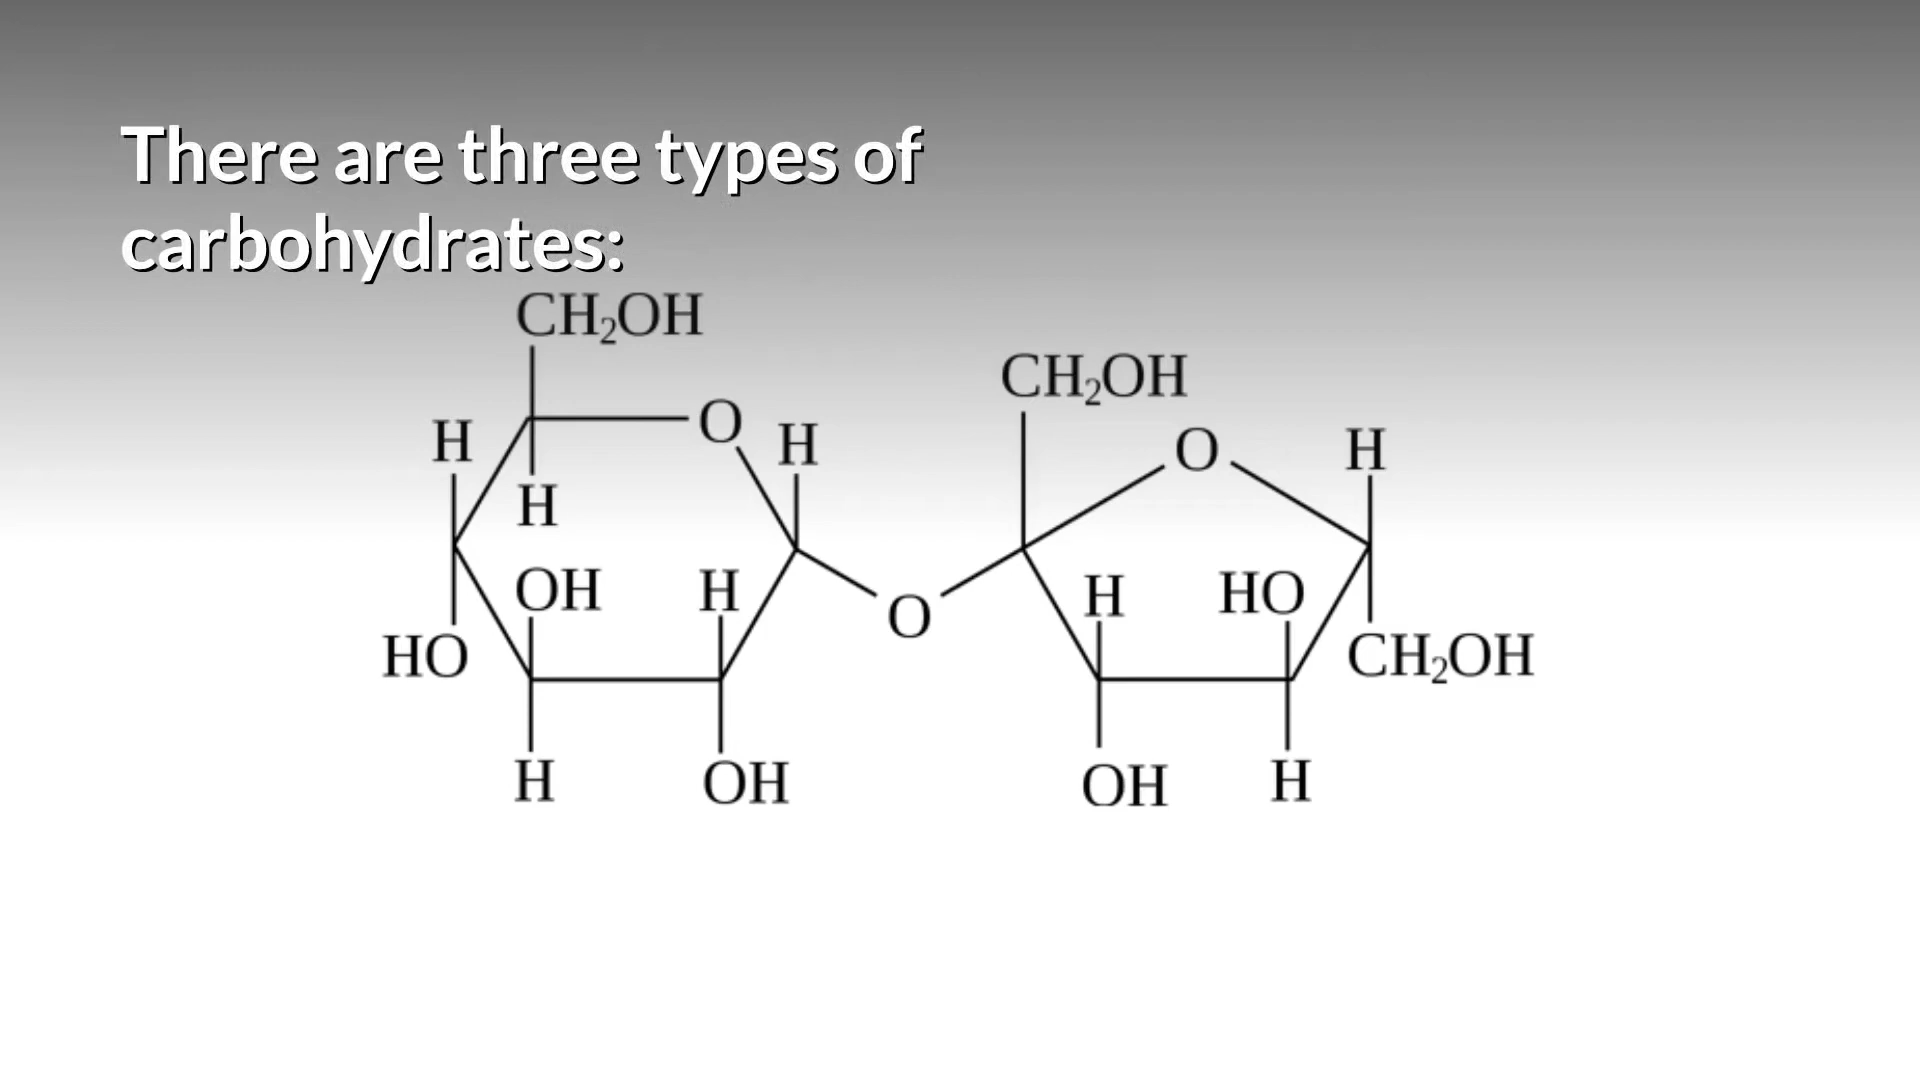 There are three types of
carbohydrates:
CH₂OH
CH₂OH
O
H
H
O
H
H
OH
H
O
H
HO
HO
CH₂OH
H
OH
OH
H